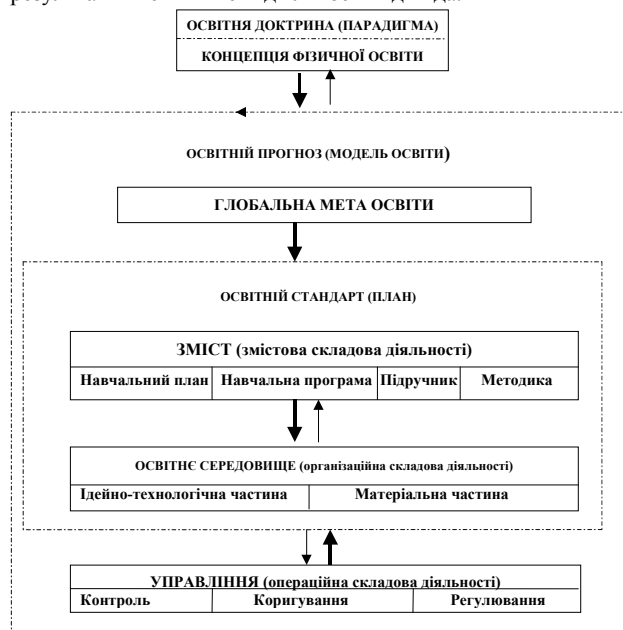 ОСВІТНЯ ДОКТРИНА (ПАРАДИГМА)
КОНЦЕПЦІЯ ФІЗИЧНОЇ ОСВІТИ
ОСВІТНІЙ ПРОГНОЗ (МОДЕЛЬ ОСВІТИ)
ГЛОБАЛЬНА МЕТА ОСВІТИ
ОСВІТНІЙ СТАНДАРТ (ПЛАН)
ЗМІСТ (змістова складова діяльності)
Навчальний план Навчальна програма Підручник Методика
ОСВІТНЄ СЕРЕДОВИЩЕ (організаційна складова діяльності)
Ідейно-технологічна частина Матеріальна частина
УПРАВЛІННЯ (операційна складова діяльності)
Контроль Коригування Регулювання